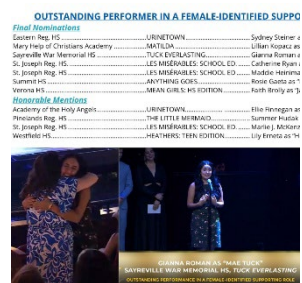 OUTSTANDING PERFORMER IN A FEMALE-IDENTIFIED SUPPO
Final Nominations
Eastern Reg. HS ........ URINETOWN ........ Sydney Steiner a
Mary Help of Christians Academy ........ MATILDA ........ Lillian Kopacz as
Sayreville War Memorial HS ........ TUCK EVERLASTING ........ Gianna Roman a
St. Joseph Reg. HS ........ LES MISÉRABLES: SCHOOL ED. ........ Catherine Ryan a
St. Joseph Reg. HS ........ LES MISÉRABLES: SCHOOL ED. ........ Maddie Heinima
Summit HS ........ ANYTHING GOES ........ Rosie Gaeta as "
Verona HS ........ MEAN GIRLS: HS EDITION ........ Faith Brolly as "J
Honorable Mentions
Academy of the Holy Angels ........ URINETOWN ........ Ellie Finnegan as
Pinelands Reg. HS ........ THE LITTLE MERMAID ........ Summer Hudak
St. Joseph Reg. HS ........ LES MISÉRABLES: SCHOOL ED. ........ Marlie J. McKenz
Westfield HS ........ HEATHERS: TEEN EDITION ........ Lily Emeta as "H
GIANNA ROMAN AS "MAE TUCK"
SAYREVILLE WAR MEMORIAL HS, TUCK EVERLASTING
OUTSTANDING PERFORMANCE IN A FEMALE-IDENTIFIED SUPPORTING ROLE